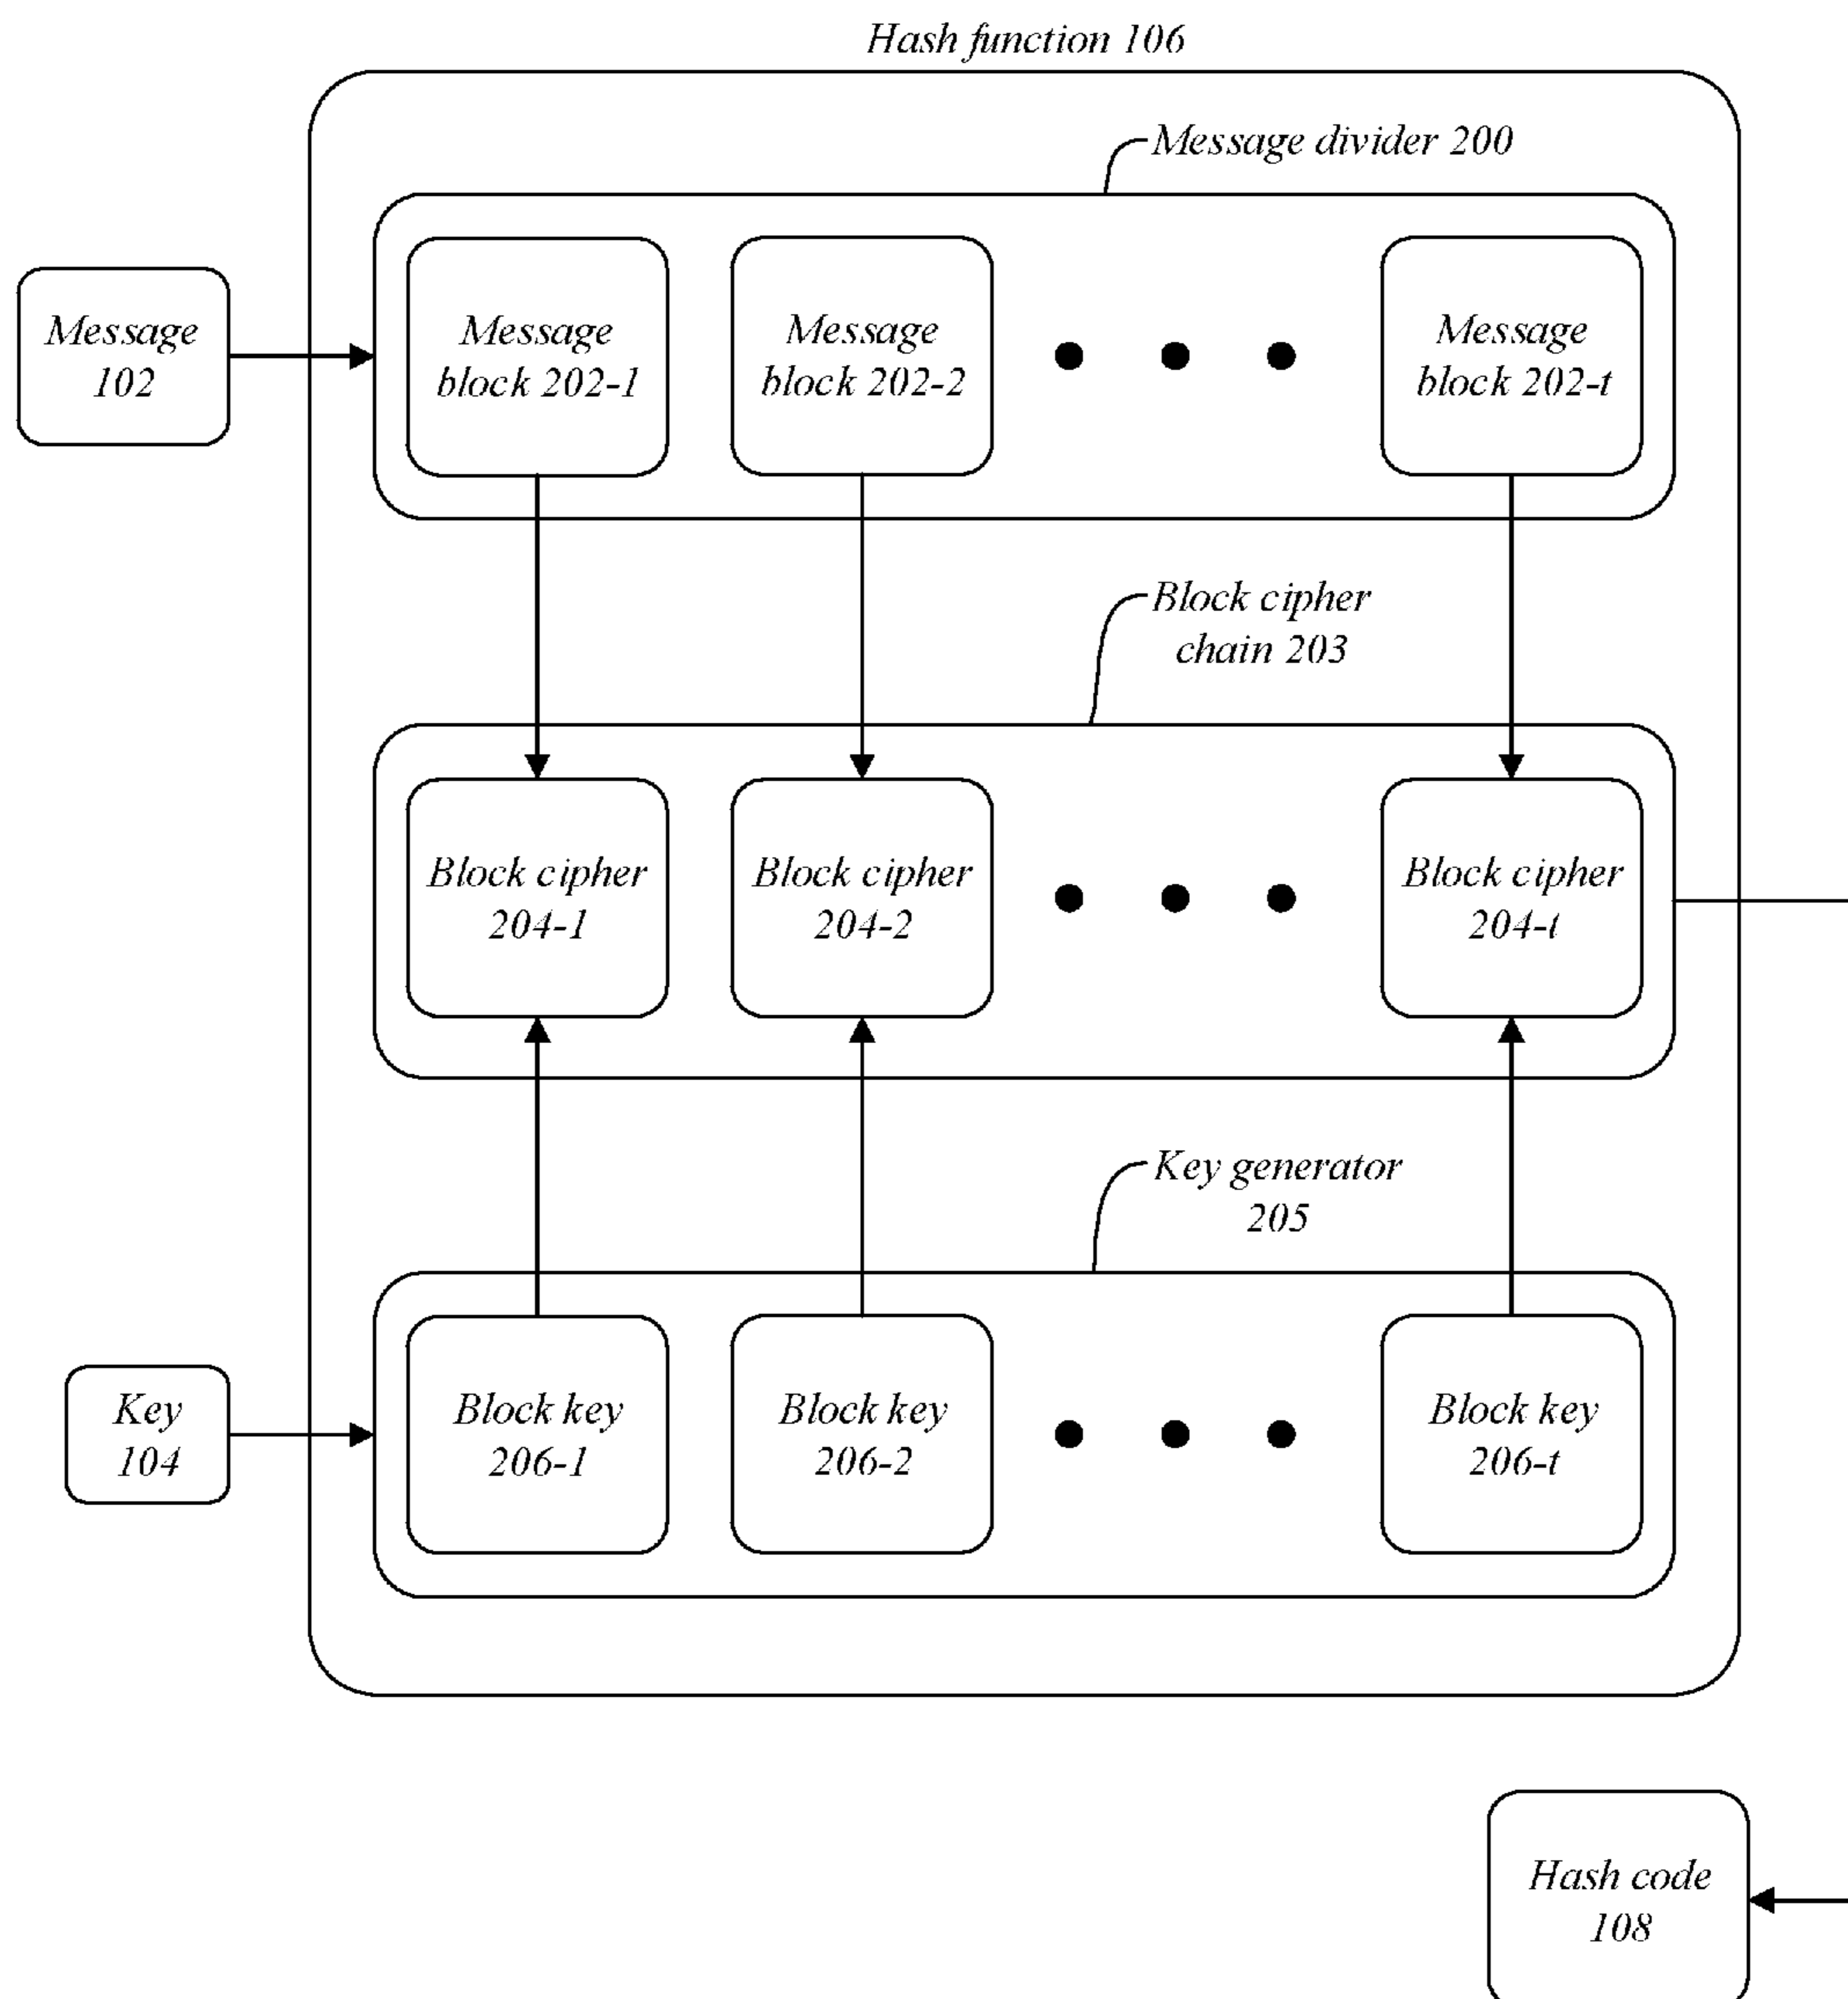 Hash function 106
Message divider 200
Message
102
Message
block 202-1
Message
block 202-2
Message
block 202-t
Block cipher
chain 203
Block cipher
204-1
Block cipher
204-2
Block cipher
204-t
Key generator
205
Key
104
Block key
206-1
Block key
206-2
Block key
206-t
Hash code
108